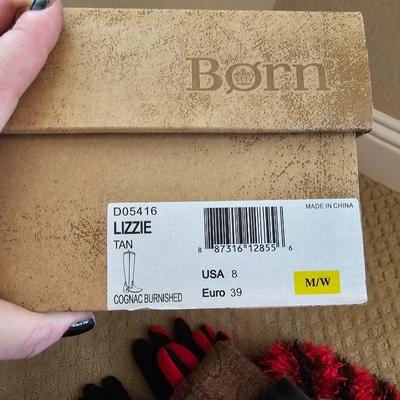 Børn
D05416
LIZZIE
TAN
COGNAC BURNISHED
MADE IN CHINA
8 87316 12855 6
USA 8
Euro 39
M/W